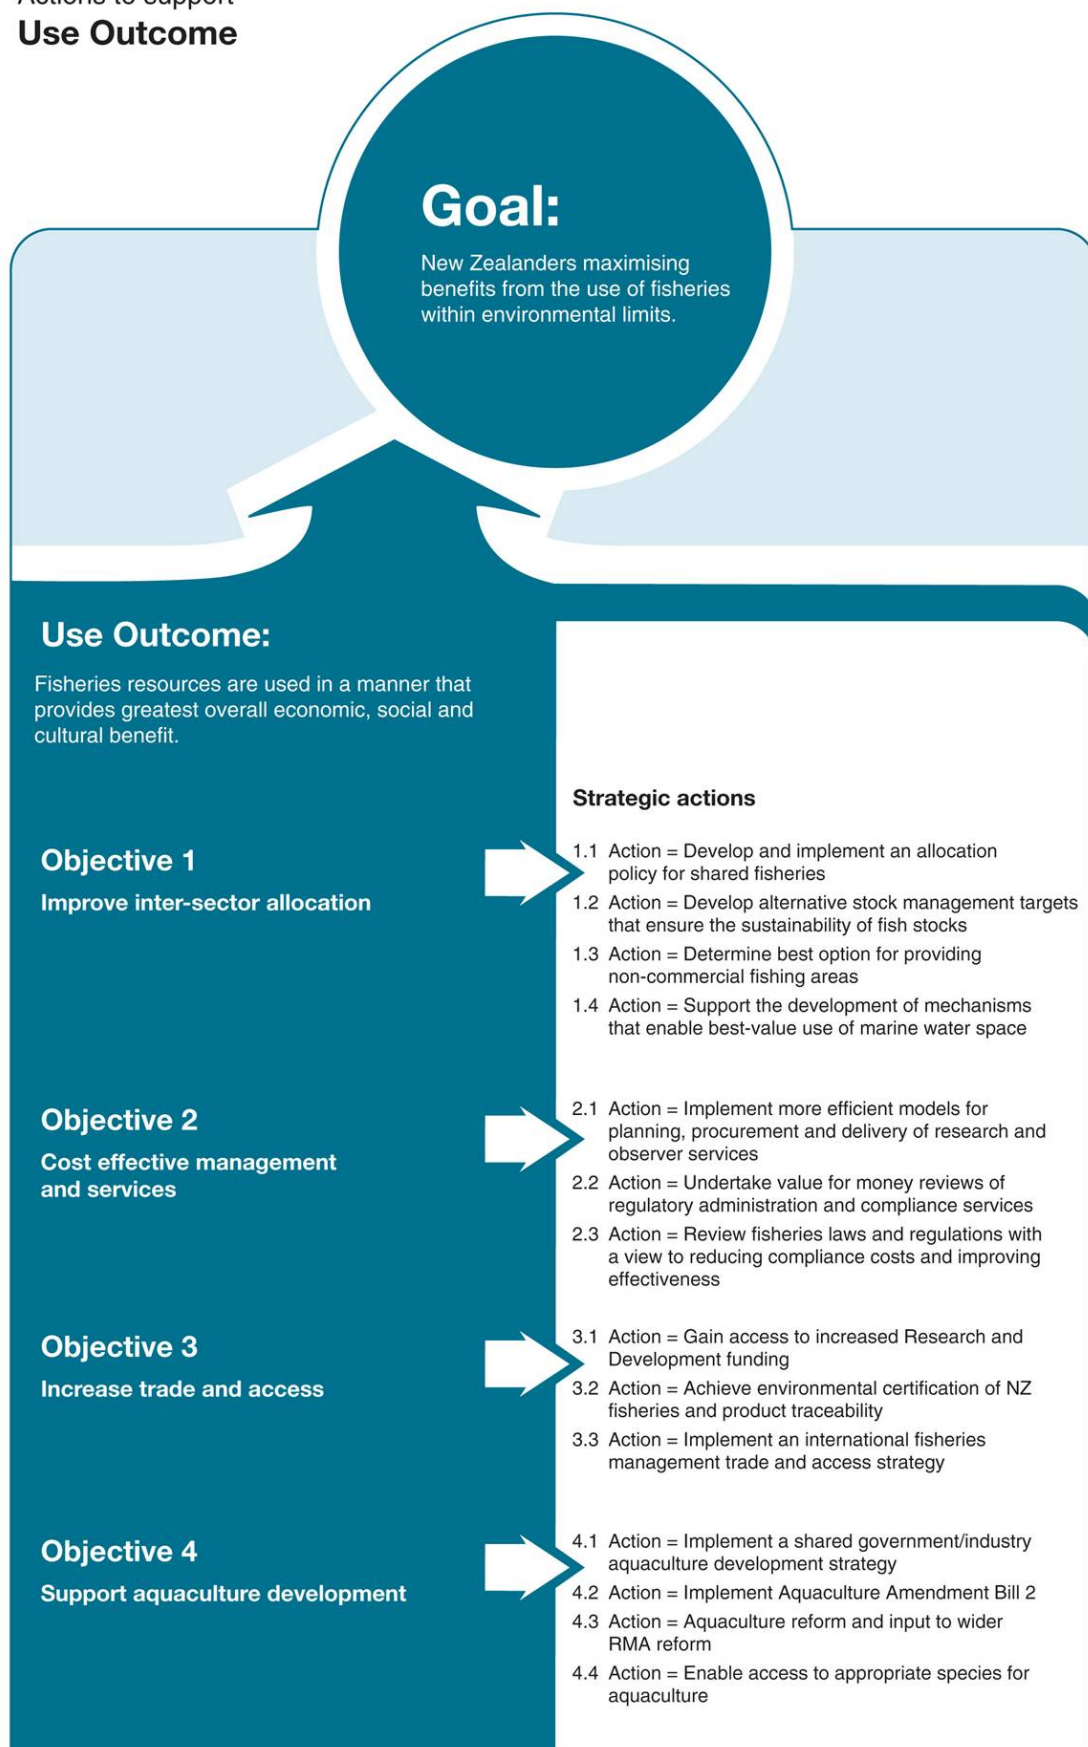 Actions to support
Use Outcome
Goal:
New Zealanders maximising
benefits from the use of fisheries
within environmental limits.
Use Outcome:
Fisheries resources are used in a manner that
provides greatest overall economic, social and
cultural benefit.
Strategic actions
Objective 1
Improve inter-sector allocation
1.1 Action = Develop and implement an allocation
policy for shared fisheries
1.2 Action = Develop alternative stock management targets
that ensure the sustainability of fish stocks
1.3 Action = Determine best option for providing
non-commercial fishing areas
1.4 Action = Support the development of mechanisms
that enable best-value use of marine water space
Objective 2
Cost effective management
and services
2.1 Action = Implement more efficient models for
planning, procurement and delivery of research and
observer services
2.2 Action = Undertake value for money reviews of
regulatory administration and compliance services
2.3 Action = Review fisheries laws and regulations with
a view to reducing compliance costs and improving
effectiveness
Objective 3
Increase trade and access
3.1 Action = Gain access to increased Research and
Development funding
3.2 Action = Achieve environmental certification of NZ
fisheries and product traceability
3.3 Action = Implement an international fisheries
management trade and access strategy
Objective 4
Support aquaculture development
4.1 Action = Implement a shared government/industry
aquaculture development strategy
4.2 Action = Implement Aquaculture Amendment Bill 2
4.3 Action = Aquaculture reform and input to wider
RMA reform
4.4 Action = Enable access to appropriate species for
aquaculture